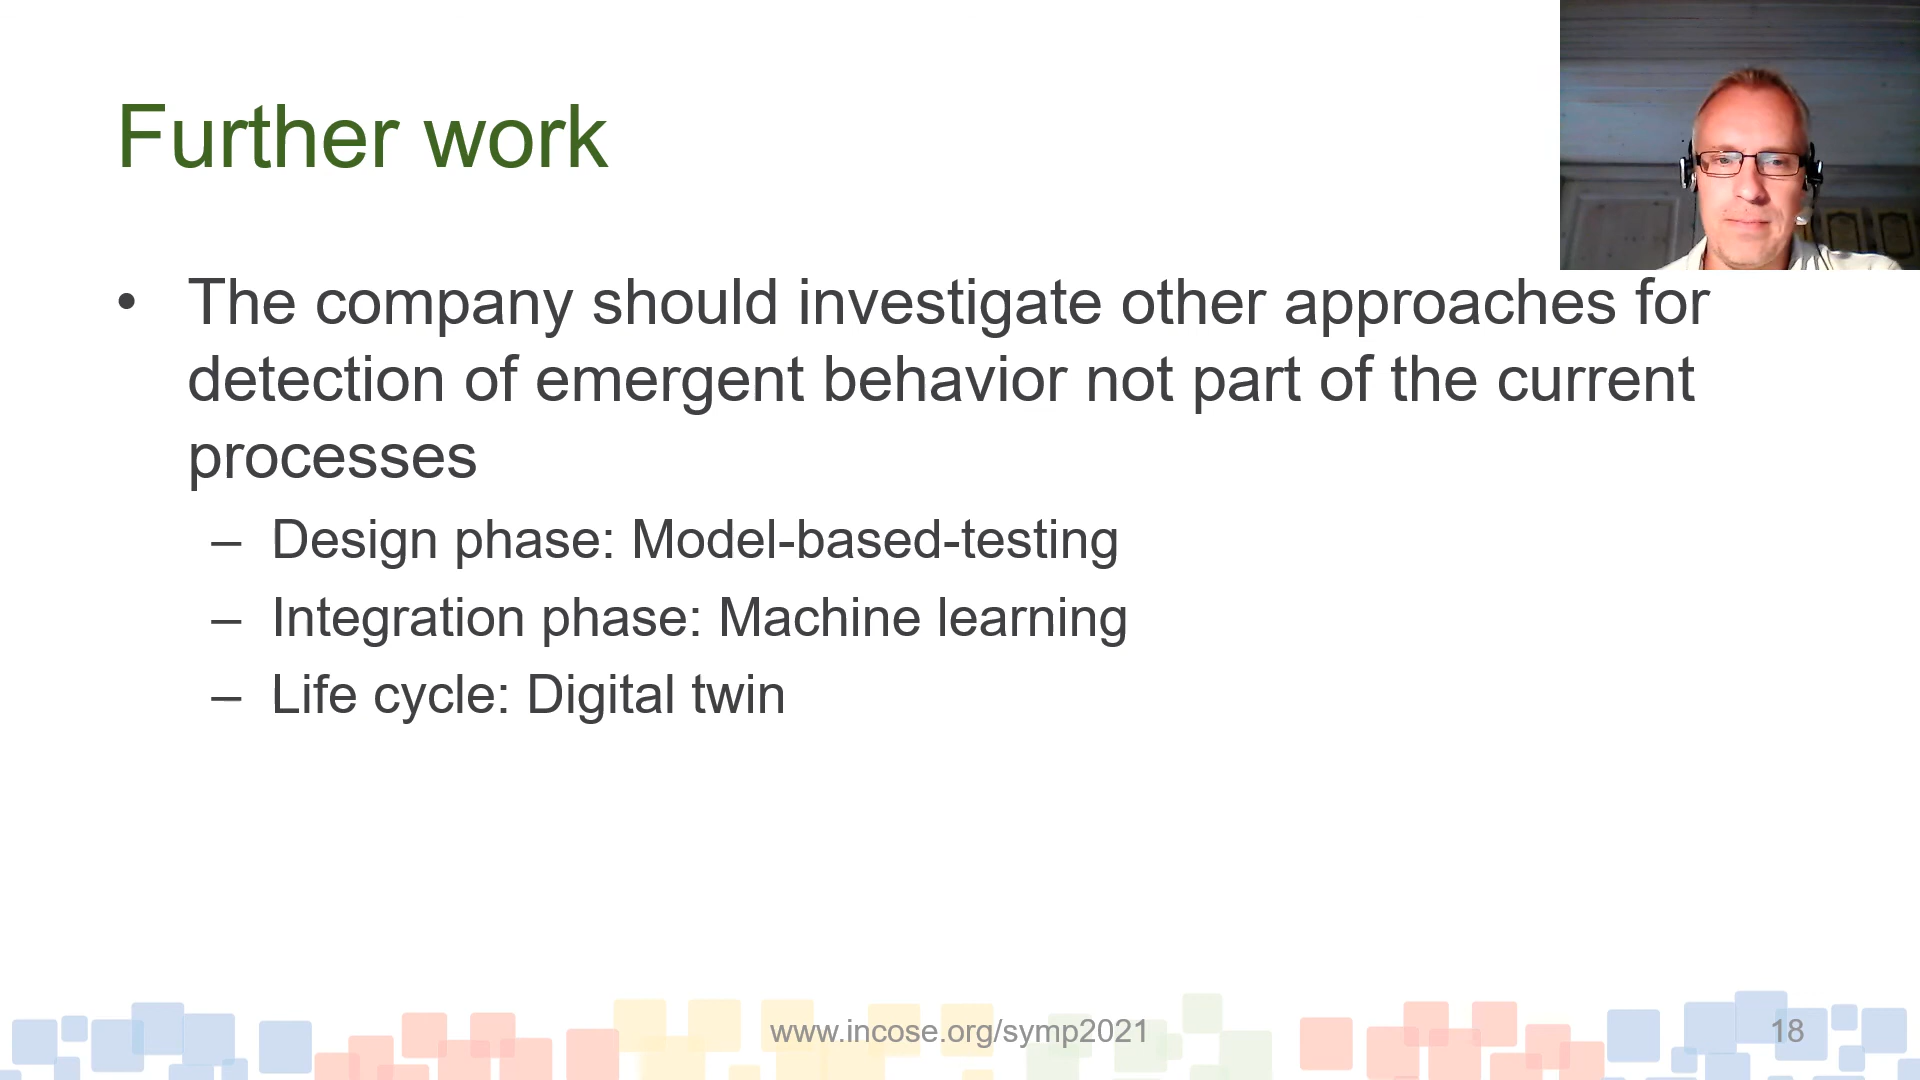 Further work
• The company should investigate other approaches for
detection of emergent behavior not part of the current
processes
– Design phase: Model-based-testing
– Integration phase: Machine learning
– Life cycle: Digital twin
www.incose.org/symp2021
18